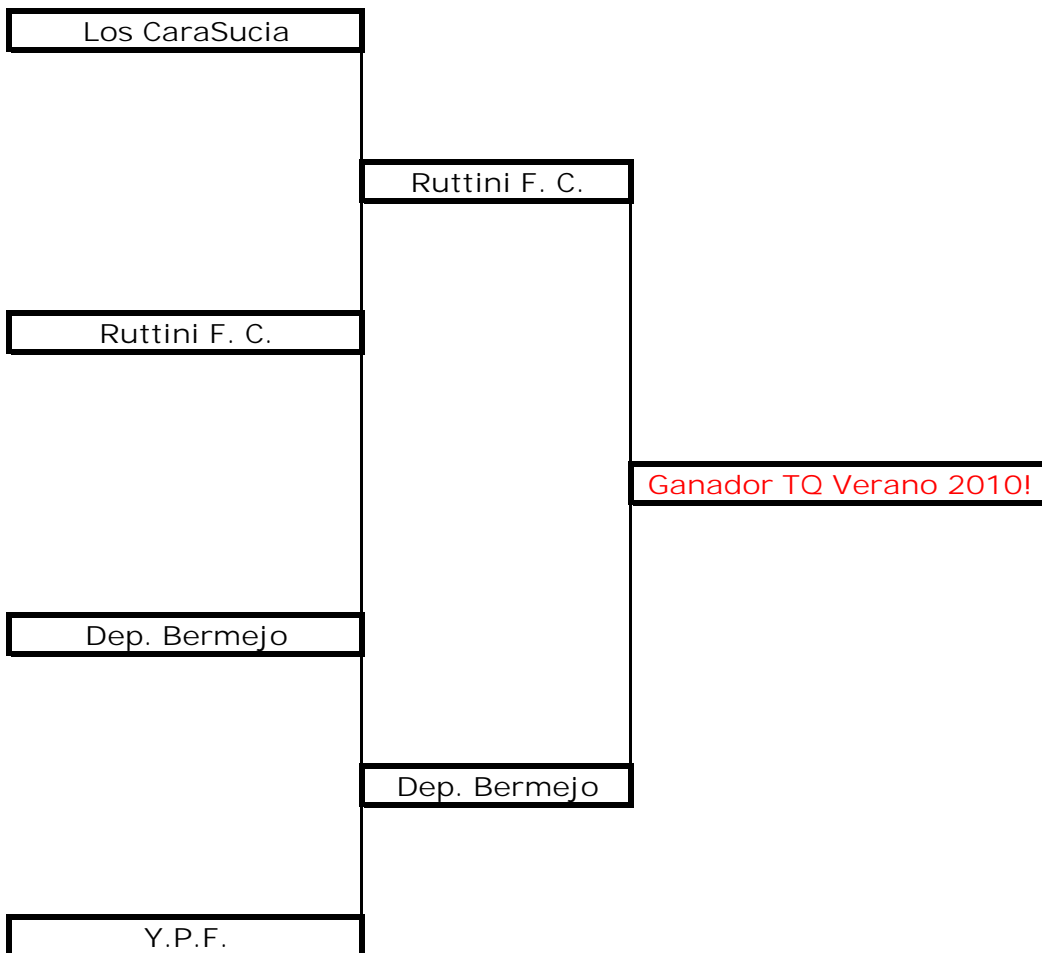 Los CaraSucia
Ruttini F. C.
Ruttini F. C.
Ganador TQ Verano 2010!
Dep. Bermejo
Dep. Bermejo
Y.P.F.